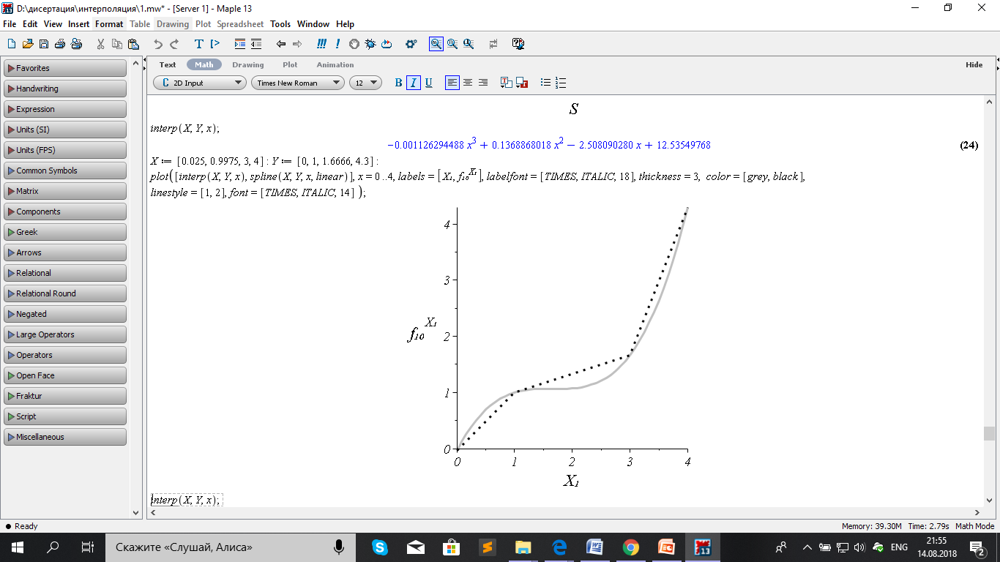 D:\дисертация\интерполяция\1.mw* - [Server 1] - Maple 13
File Edit View Insert Format Table Drawing Plot Spreadsheet Tools Window Help
Text Math Drawing Plot Animation Hide
C 2D Input Times New Roman 12 B I U
Favorites
Handwriting
Expression
Units (SI)
Units (FPS)
Common Symbols
Matrix
Components
Greek
Arrows
Relational
Relational Round
Negated
Large Operators
Operators
Open Face
Fraktur
Script
Miscellaneous
S
interp(X, Y, x);
−0.001126294488 x³ + 0.1368868018 x² − 2.508090280 x + 12.53549768 (24)
X := [0.025, 0.9975, 3, 4] : Y := [0, 1, 1.6666, 4.3] :
plot([interp(X, Y, x), spline(X, Y, x, linear)], x = 0 ..4, labels = [X₁, f₁₀^X₁], labelfont = [TIMES, ITALIC, 18], thickness = 3, color = [grey, black],
linestyle = [1, 2], font = [TIMES, ITALIC, 14] );
4
3
f₁₀^X₁ 2
1
0
0 1 2 3 4
X₁
interp(X, Y, x);
Ready Memory: 39.30M Time: 2.79s Math Mode
Скажите «Слушай, Алиса» ENG 21:55
14.08.2018 2